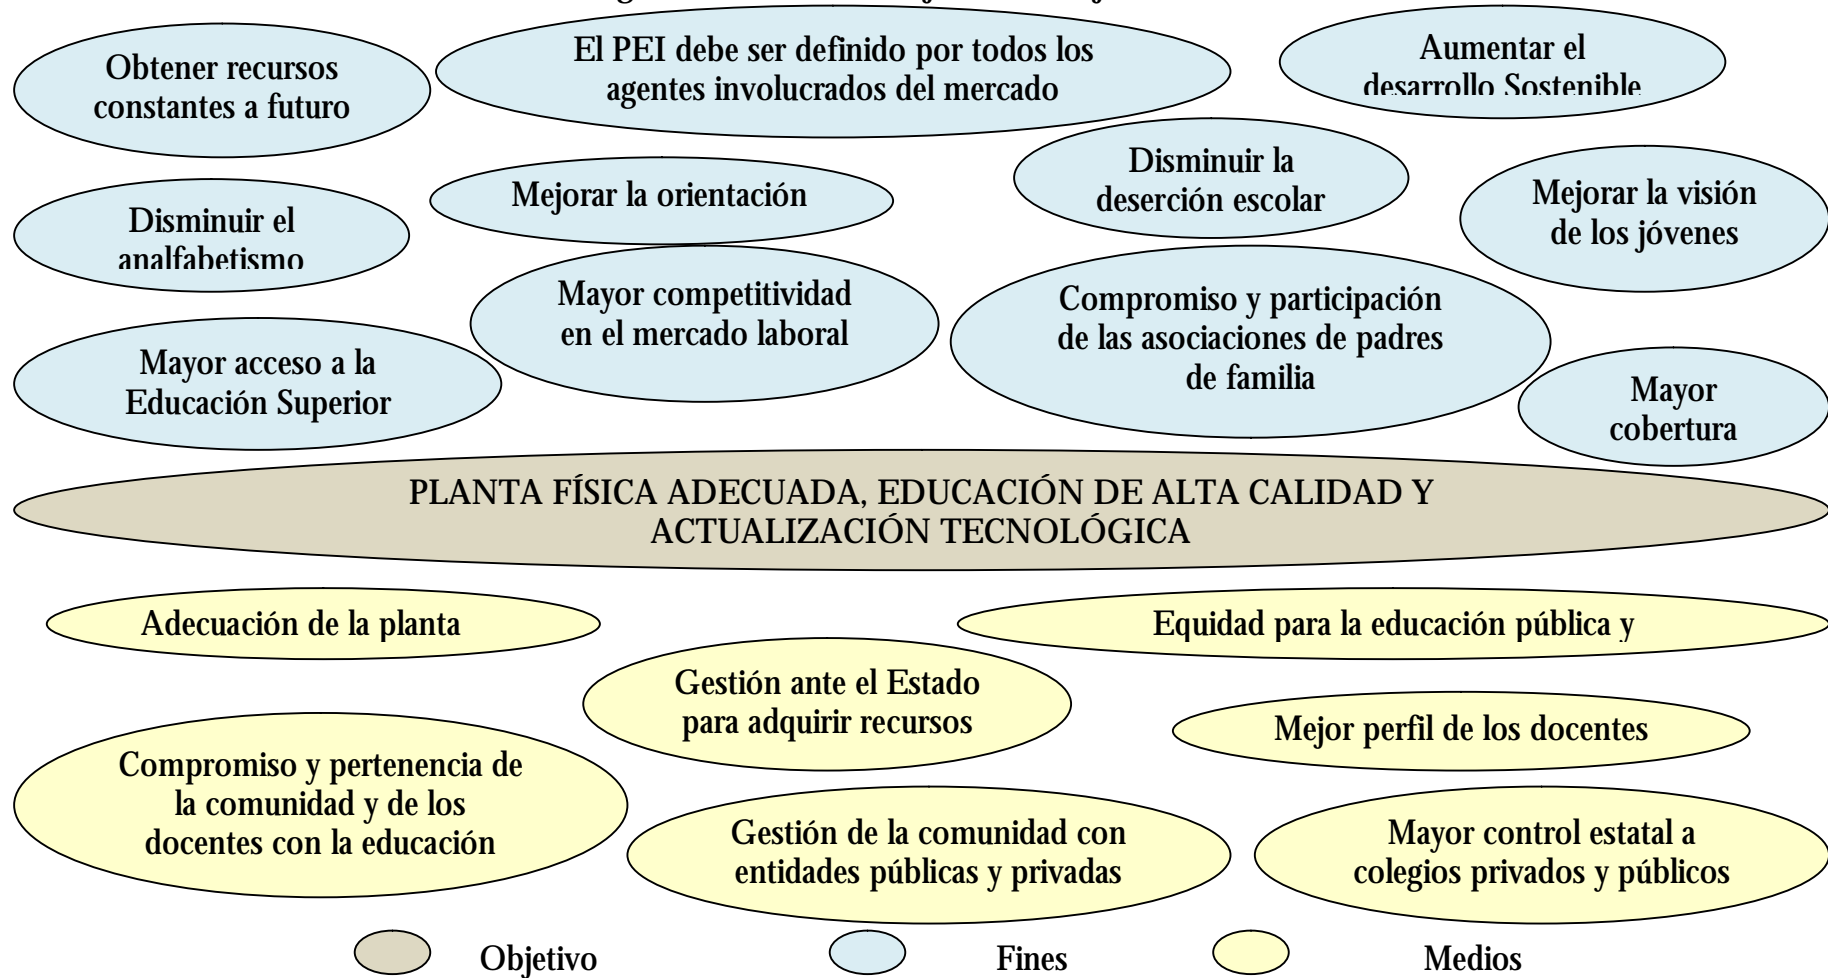 Obtener recursos
constantes a futuro
El PEI debe ser definido por todos los
agentes involucrados del mercado
Aumentar el
desarrollo Sostenible
Disminuir el
analfabetismo
Mejorar la orientación
Disminuir la
deserción escolar
Mejorar la visión
de los jóvenes
Mayor acceso a la
Educación Superior
Mayor competitividad
en el mercado laboral
Compromiso y participación
de las asociaciones de padres
de familia
Mayor
cobertura
PLANTA FÍSICA ADECUADA, EDUCACIÓN DE ALTA CALIDAD Y
ACTUALIZACIÓN TECNOLÓGICA
Adecuación de la planta
Equidad para la educación pública y
Gestión ante el Estado
para adquirir recursos
Mejor perfil de los docentes
Compromiso y pertenencia de
la comunidad y de los
docentes con la educación
Gestión de la comunidad con
entidades públicas y privadas
Mayor control estatal a
colegios privados y públicos
Objetivo
Fines
Medios